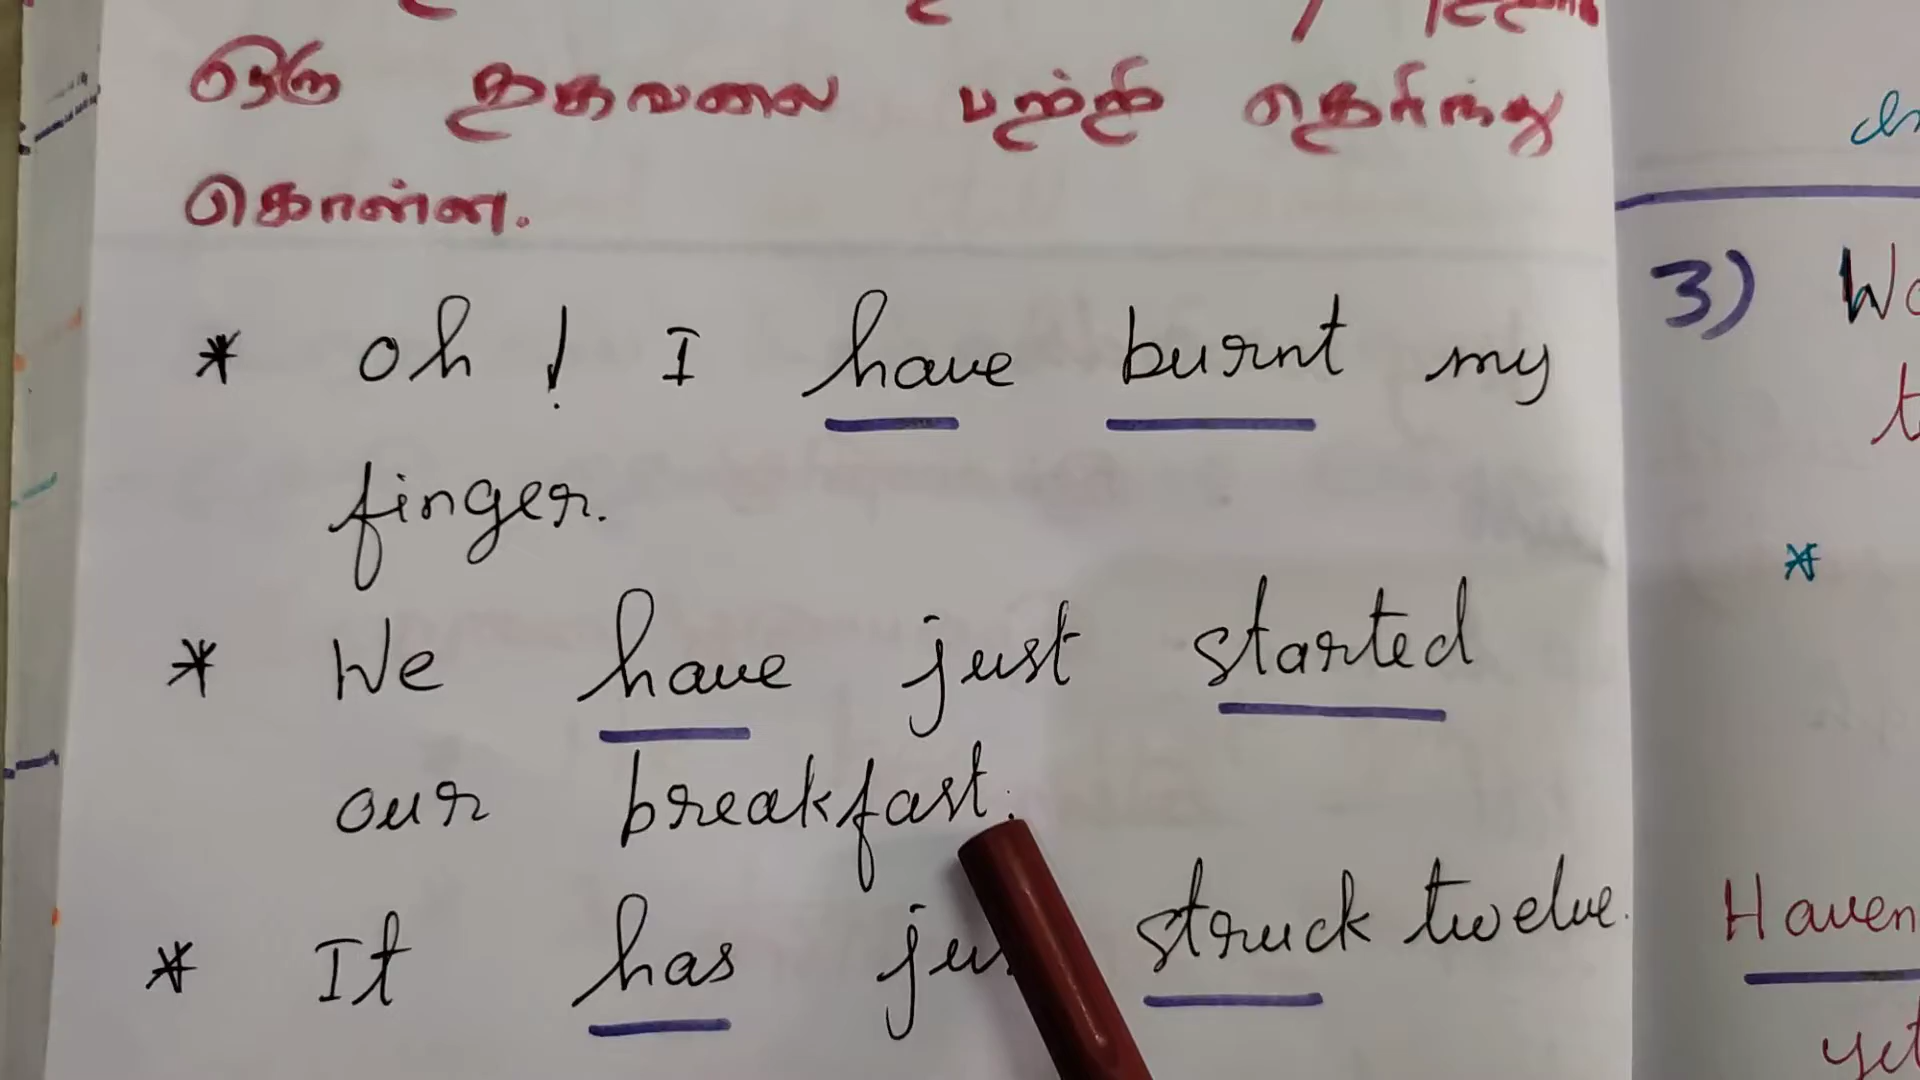 ஒரு தகவலை பற்றி தெரிந்து
கொள்ள.
* Oh ! I have burnt my
finger.
* We have just started
our breakfast.
* It has struck twelve.
3)
*
Haven
yet